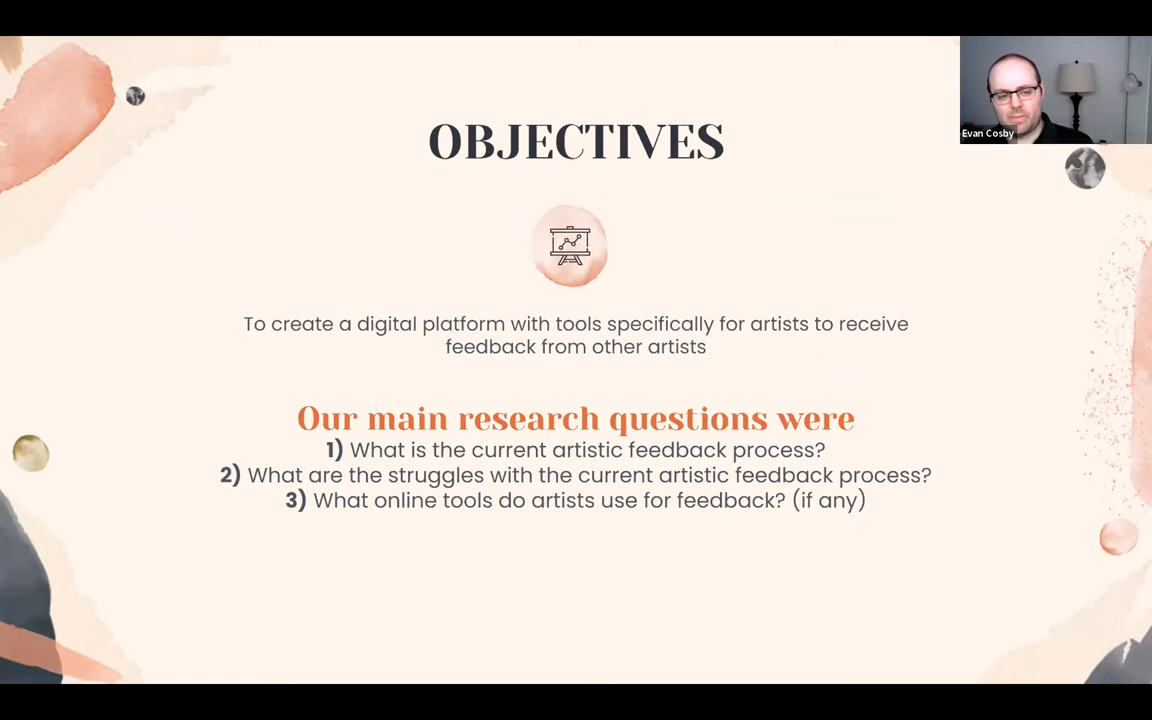 Evan Cosby
OBJECTIVES
To create a digital platform with tools specifically for artists to receive
feedback from other artists
Our main research questions were
1) What is the current artistic feedback process?
2) What are the struggles with the current artistic feedback process?
3) What online tools do artists use for feedback? (if any)